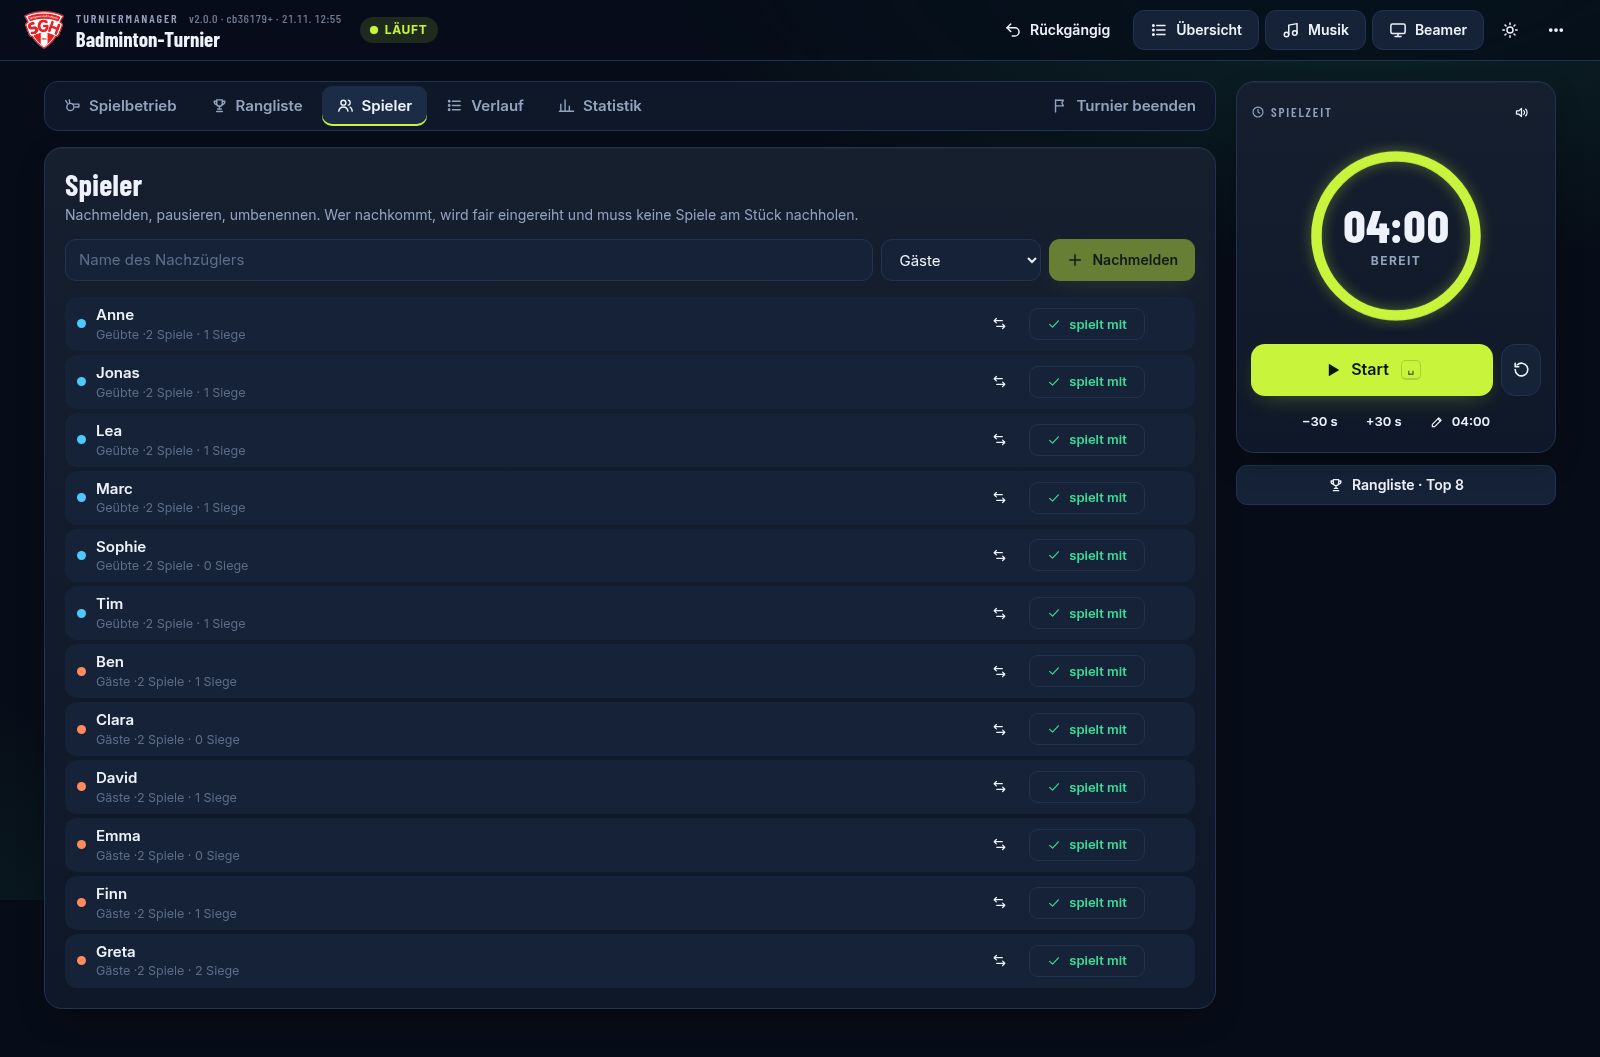 SGH
TURNIERMANAGER v2.0.0 · cb36179+ · 21.11. 12:55
Badminton-Turnier
LÄUFT
Rückgängig
Übersicht
Musik
Beamer
Spielbetrieb
Rangliste
Spieler
Verlauf
Statistik
Turnier beenden
Spieler
Nachmelden, pausieren, umbenennen. Wer nachkommt, wird fair eingereiht und muss keine Spiele am Stück nachholen.
Name des Nachzüglers
Gäste
Nachmelden
Anne
Geübte ·2 Spiele · 1 Siege
spielt mit
Jonas
Geübte ·2 Spiele · 1 Siege
spielt mit
Lea
Geübte ·2 Spiele · 1 Siege
spielt mit
Marc
Geübte ·2 Spiele · 1 Siege
spielt mit
Sophie
Geübte ·2 Spiele · 0 Siege
spielt mit
Tim
Geübte ·2 Spiele · 1 Siege
spielt mit
Ben
Gäste ·2 Spiele · 1 Siege
spielt mit
Clara
Gäste ·2 Spiele · 0 Siege
spielt mit
David
Gäste ·2 Spiele · 1 Siege
spielt mit
Emma
Gäste ·2 Spiele · 0 Siege
spielt mit
Finn
Gäste ·2 Spiele · 1 Siege
spielt mit
Greta
Gäste ·2 Spiele · 2 Siege
spielt mit
SPIELZEIT
04:00
BEREIT
Start
−30 s
+30 s
04:00
Rangliste · Top 8